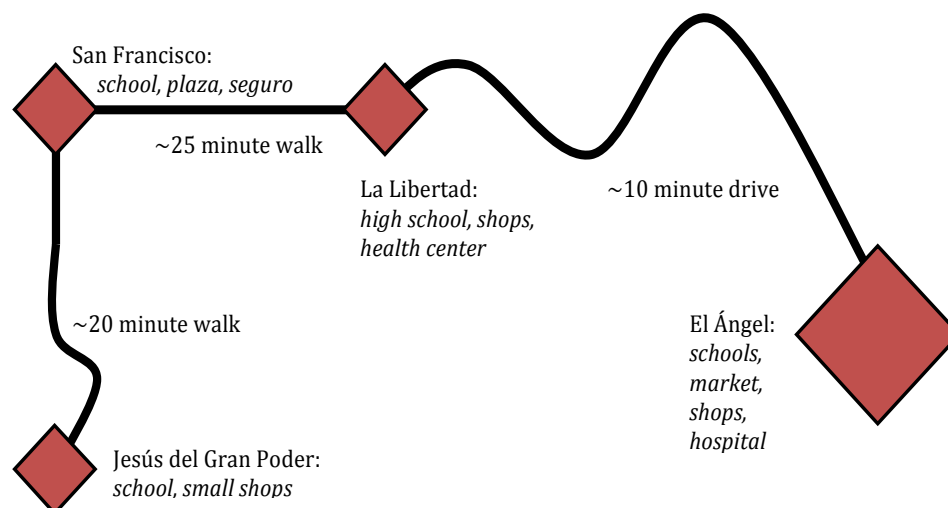 San Francisco:
school, plaza, seguro
~25 minute walk
La Libertad:
high school, shops,
health center
~10 minute drive
~20 minute walk
El Ángel:
schools,
market,
shops,
hospital
Jesús del Gran Poder:
school, small shops